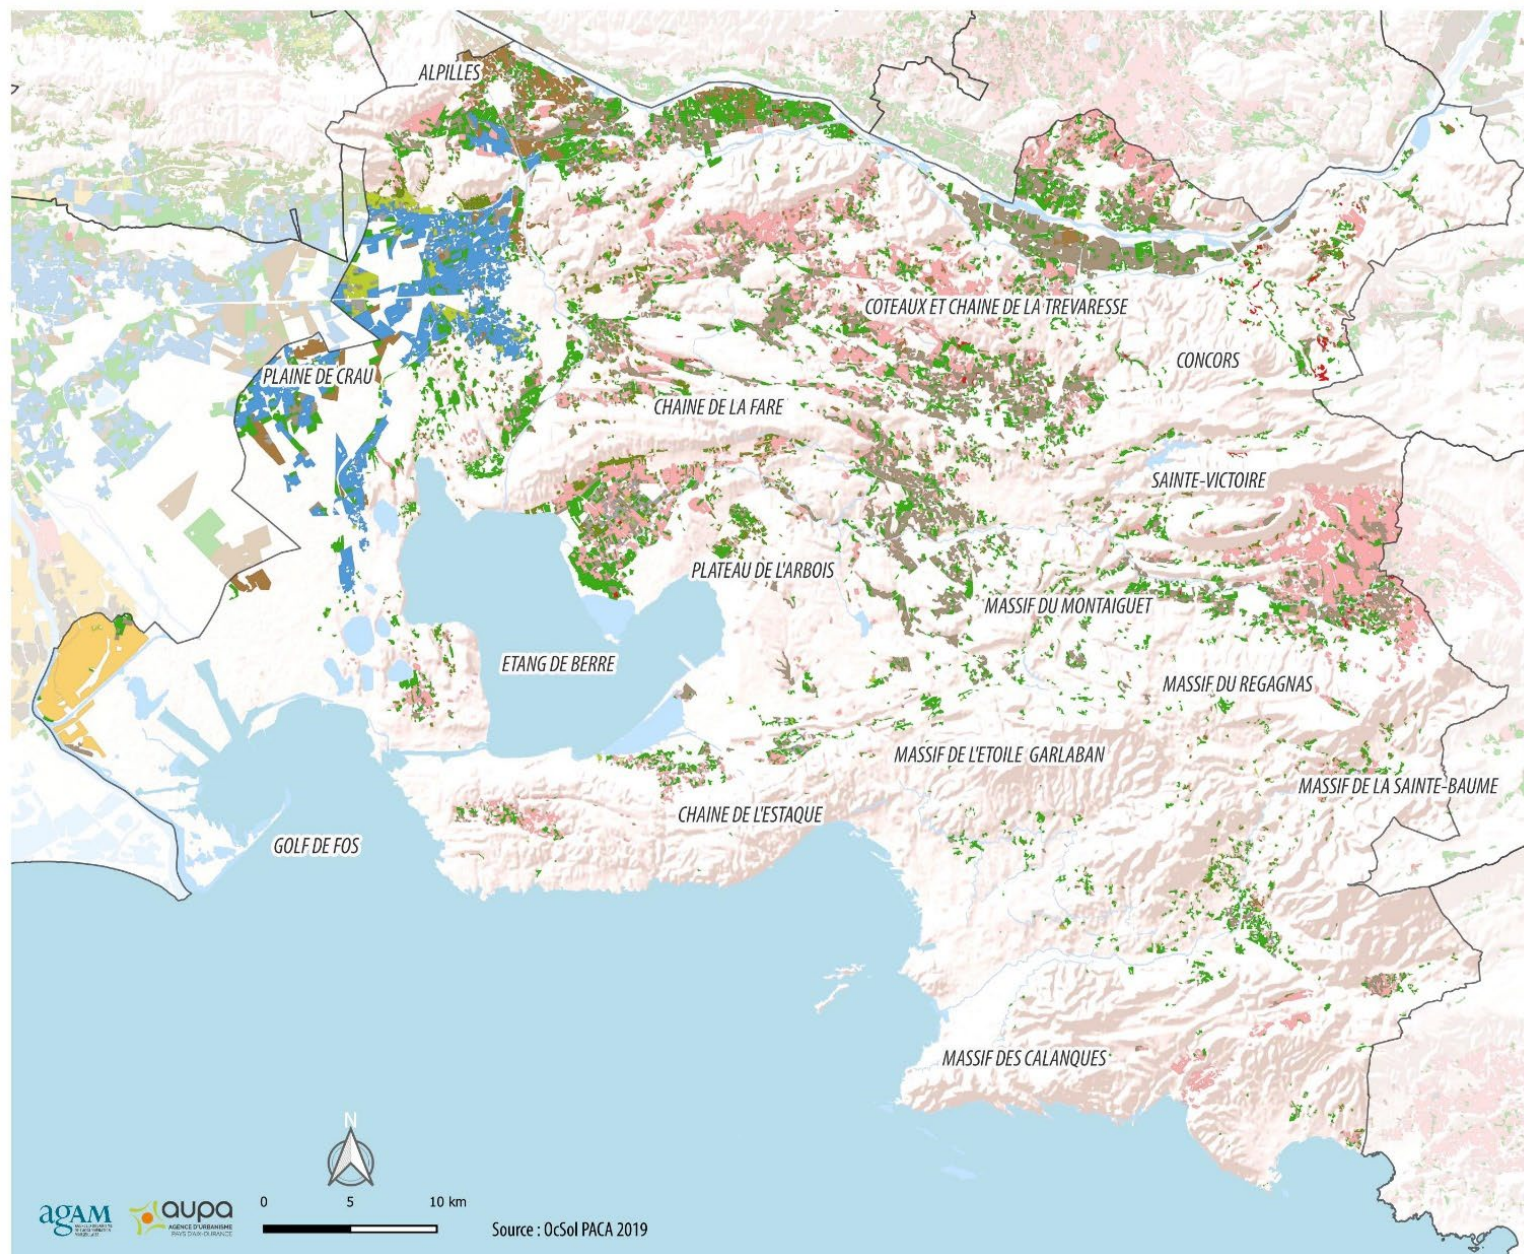 ALPILLES
COTEAUX ET CHAINE DE LA TREVARESSE
CONCORS
PLAINE DE CRAU
CHAINE DE LA FARE
SAINTE-VICTOIRE
PLATEAU DE L'ARBOIS
MASSIF DU MONTAIGUET
ETANG DE BERRE
MASSIF DU REGAGNAS
MASSIF DE L'ETOILE GARLABAN
MASSIF DE LA SAINTE-BAUME
CHAINE DE L'ESTAQUE
GOLF DE FOS
MASSIF DES CALANQUES
N
agAM
aupa
AGENCE D'URBANISME
PAYS D'AIX-DURANCE
0 5 10 km
Source : OcSol PACA 2019